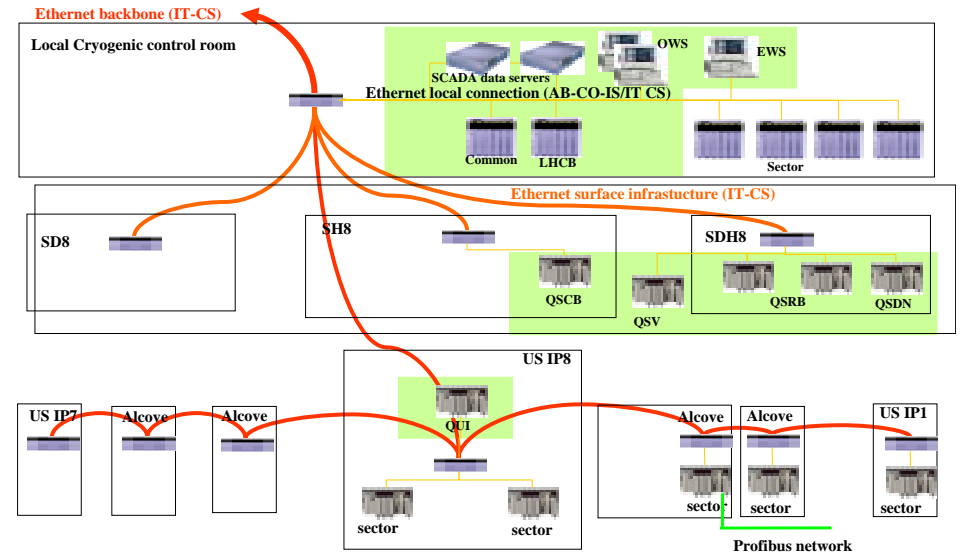 Ethernet backbone (IT-CS)
Local Cryogenic control room
OWS
EWS
SCADA data servers
Ethernet local connection (AB-CO-IS/IT CS)
Common
LHCB
Sector
Ethernet surface infrastucture (IT-CS)
SD8
SH8
SDH8
QSCB
QSV
QSRB
QSDN
US IP8
US IP7
Alcove
Alcove
QUI
Alcove
Alcove
US IP1
sector
sector
sector
sector
sector
Profibus network